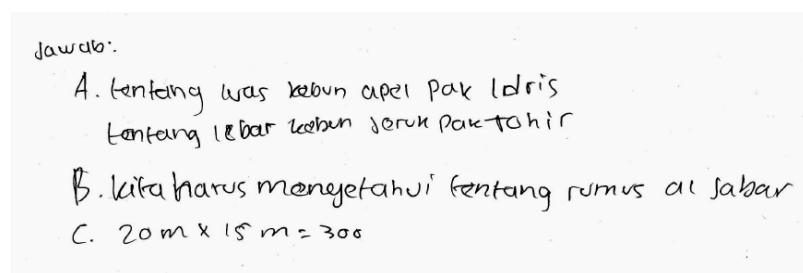 Jawab:.
A. tentang luas kebun apel pak Idris
tentang lebar kebun jeruk pak tohir
B. kita harus mengetahui tentang rumus al jabar
C. 20 m x 15 m = 300